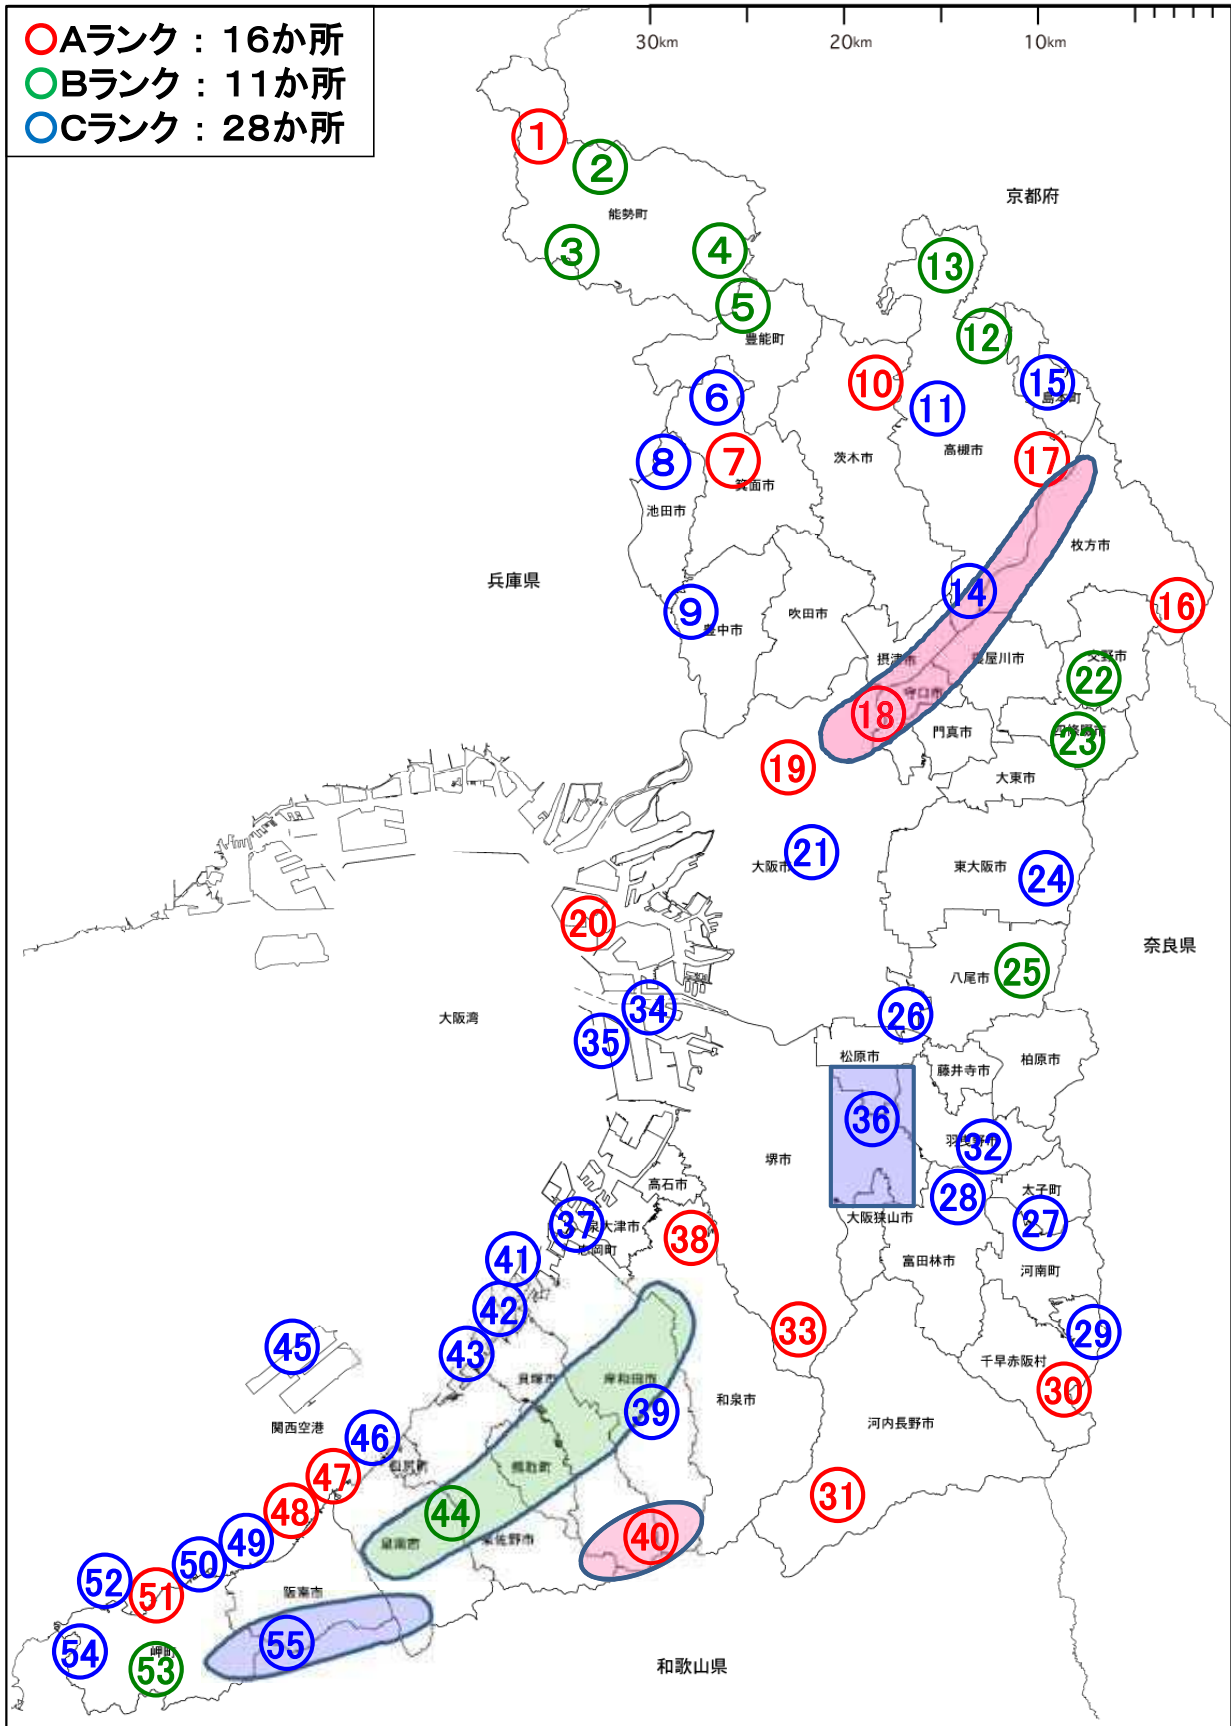 Aランク：16か所
Bランク：11か所
Cランク：28か所
30km
20km
10km
1
2
京都府
能勢町
3
4
13
5
豊能町
12
10
15
6
11
島本町
高槻市
茨木市
17
8
7
箕面市
池田市
枚方市
兵庫県
14
16
9
豊中市
吹田市
摂津市
寝屋川市
交野市
22
守口市
18
門真市
四條畷市
23
19
大東市
大阪市
21
東大阪市
24
20
奈良県
八尾市
25
34
26
大阪湾
35
松原市
藤井寺市
柏原市
36
羽曳野市
32
堺市
高石市
28
太子町
大阪狭山市
27
37
泉大津市
忠岡町
38
富田林市
河南町
41
42
33
29
45
43
千早赤阪村
貝塚市
岸和田市
30
39
和泉市
関西空港
河内長野市
46
田尻町
熊取町
47
31
48
44
40
49
泉南市
泉佐野市
50
52
51
阪南市
55
54
岬町
53
和歌山県